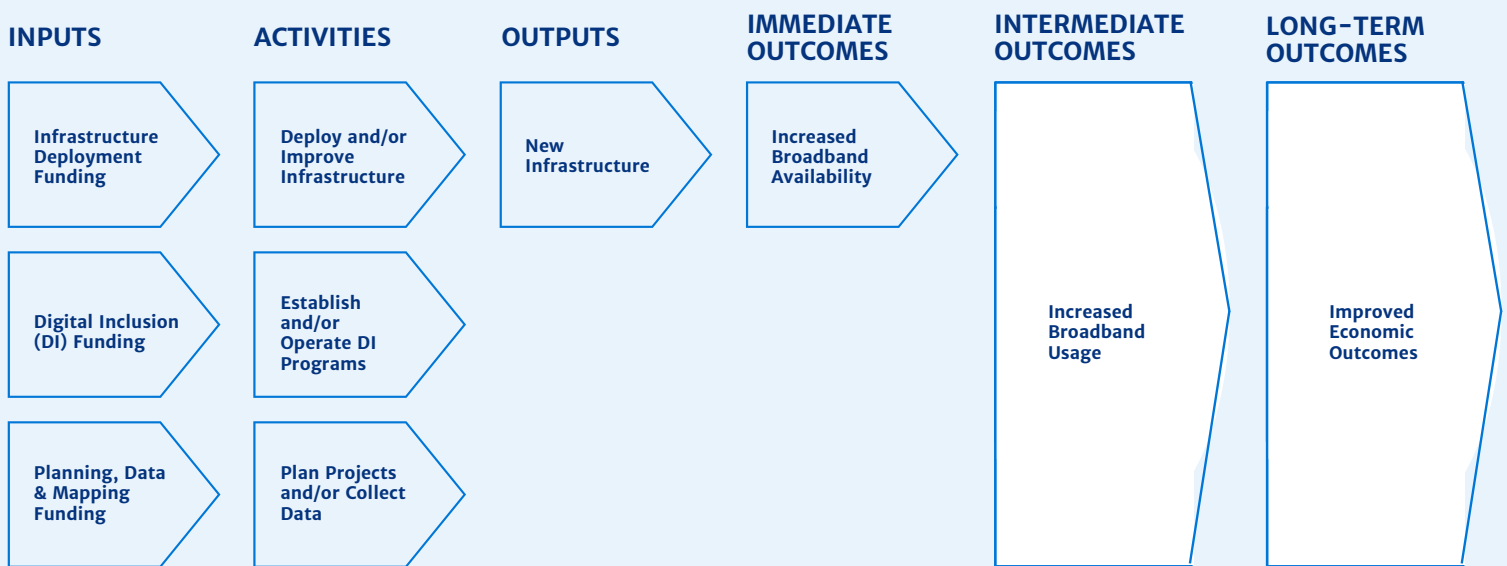 INPUTS
ACTIVITIES
OUTPUTS
IMMEDIATE
OUTCOMES
INTERMEDIATE
OUTCOMES
LONG-TERM
OUTCOMES
Infrastructure
Deployment
Funding
Deploy and/or
Improve
Infrastructure
New
Infrastructure
Increased
Broadband
Availability
Digital Inclusion
(DI) Funding
Establish
and/or
Operate DI
Programs
Increased
Broadband
Usage
Improved
Economic
Outcomes
Planning, Data
& Mapping
Funding
Plan Projects
and/or Collect
Data